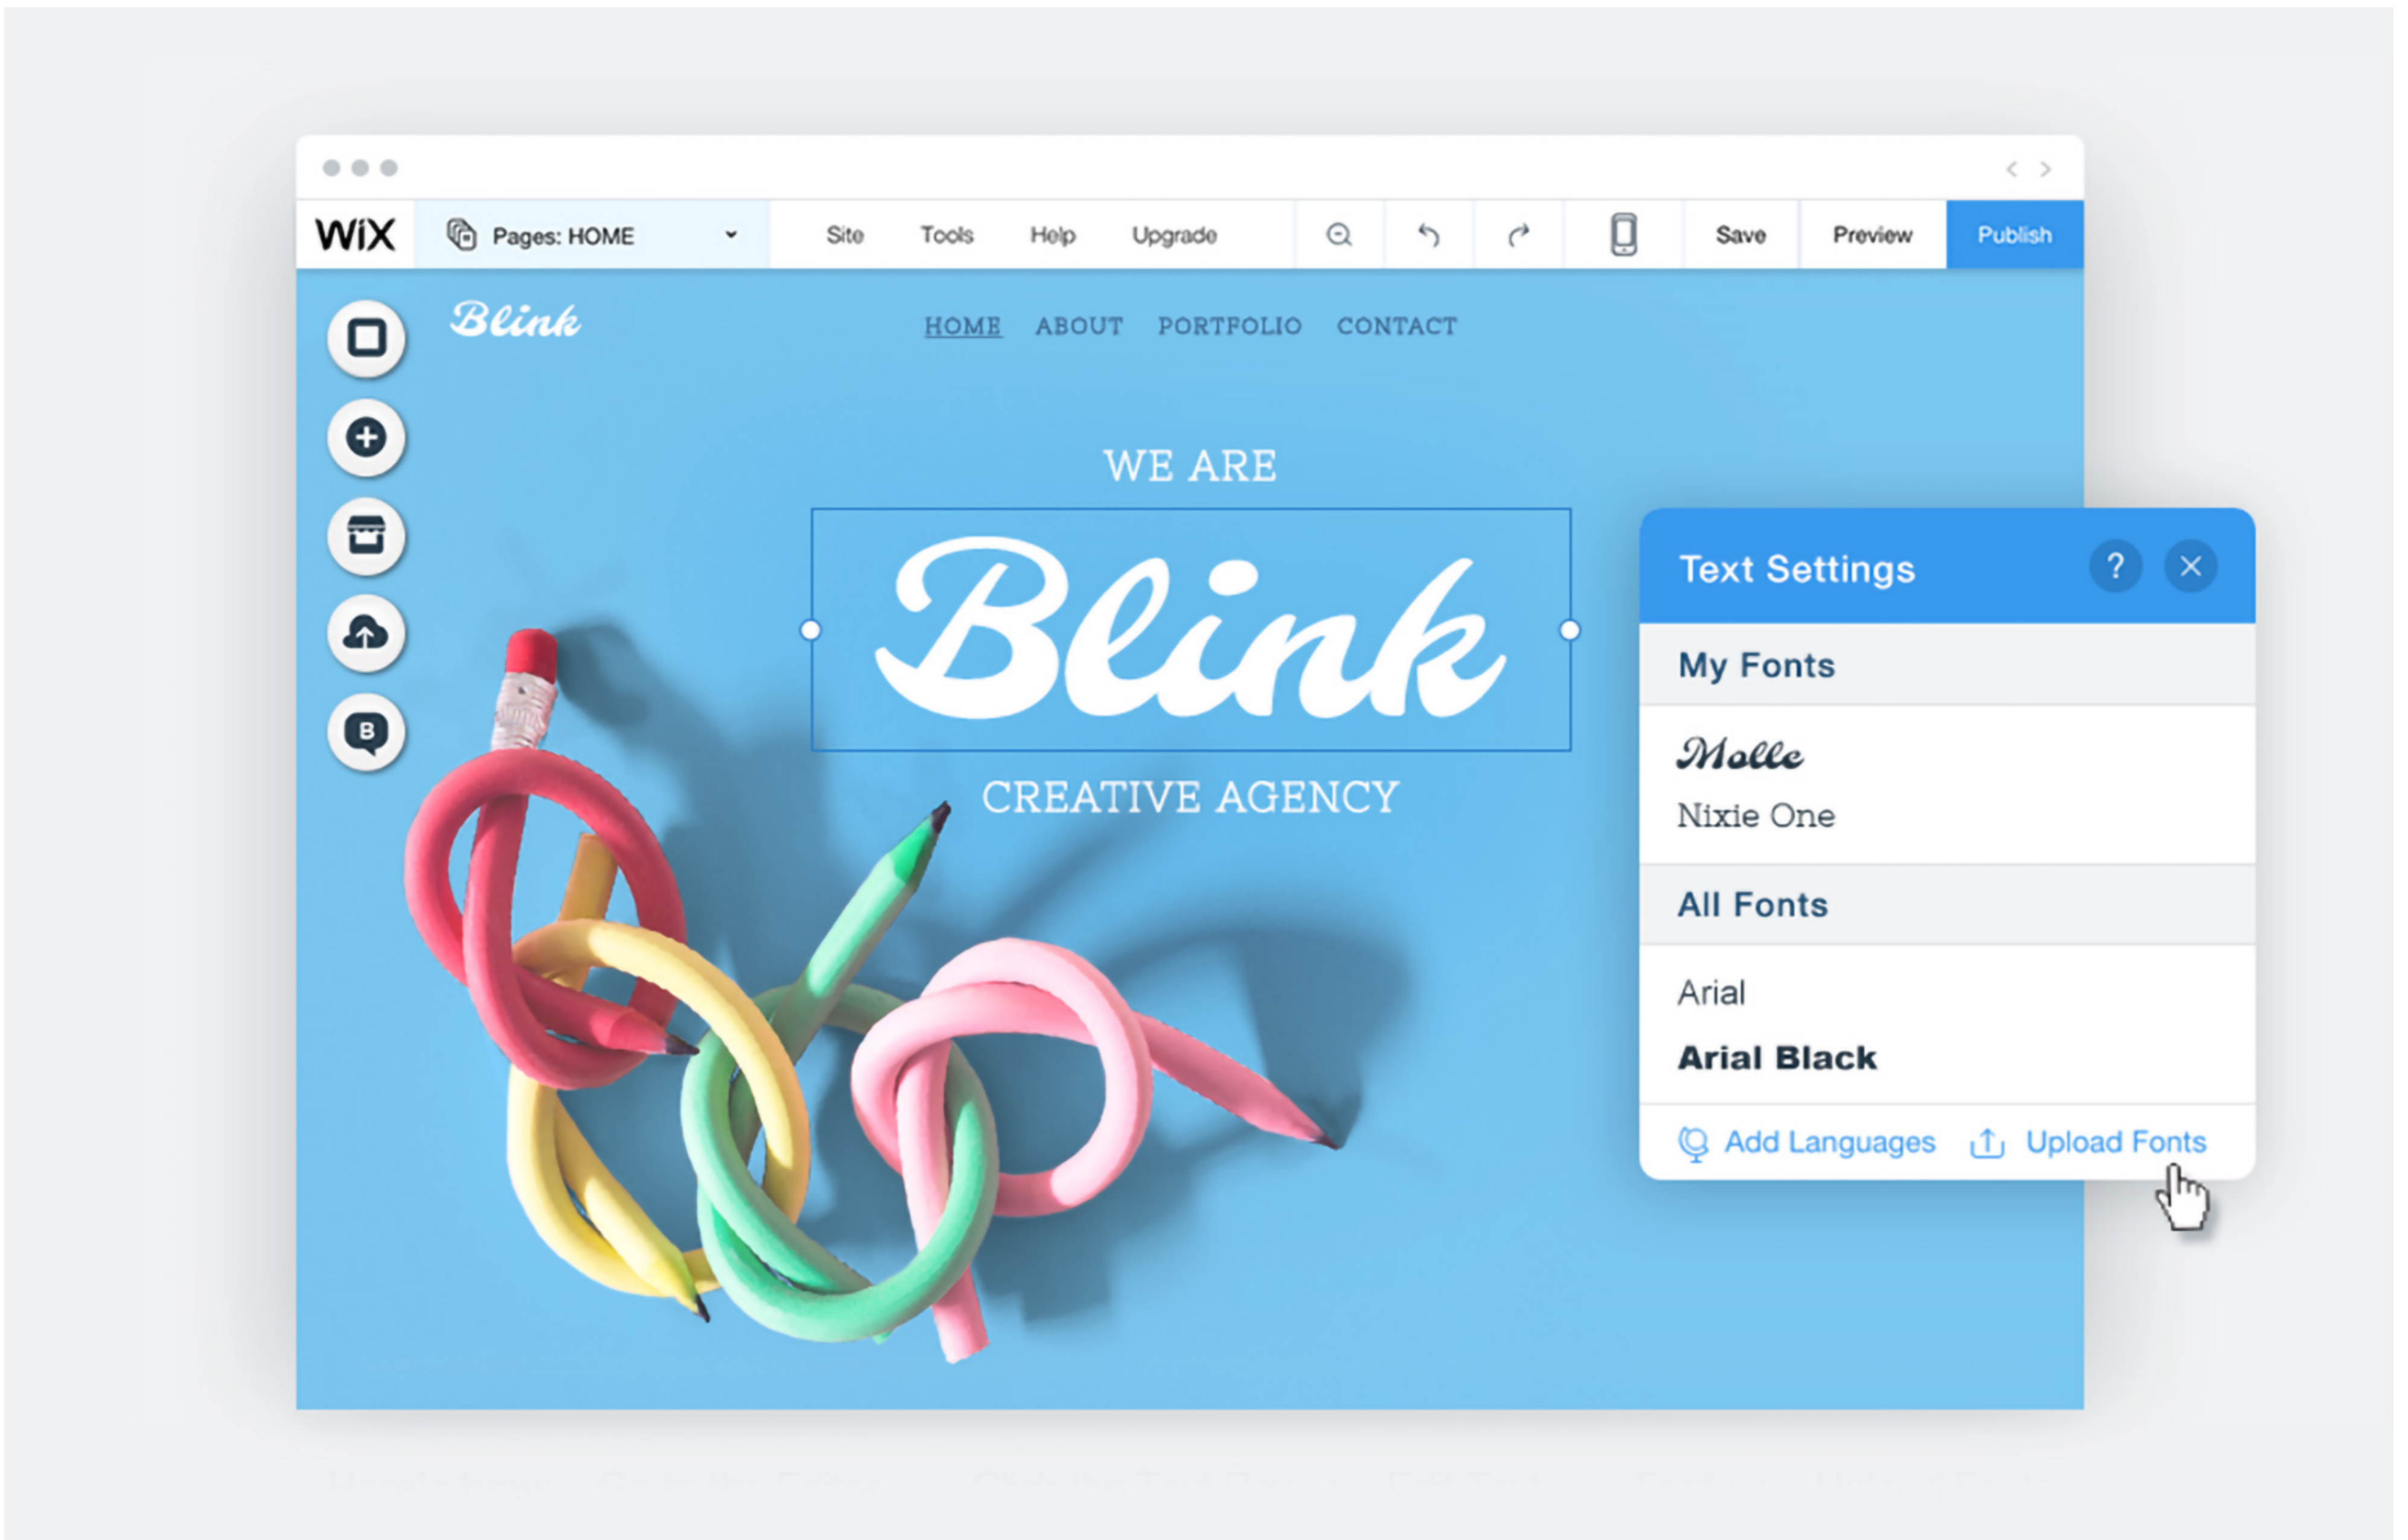 WiX Pages: HOME Site Tools Help Upgrade Save Preview Publish
Blink HOME ABOUT PORTFOLIO CONTACT
B
WE ARE
Blink
CREATIVE AGENCY
Text Settings ? ×
My Fonts
Molle
Nixie One
All Fonts
Arial
Arial Black
Add Languages Upload Fonts